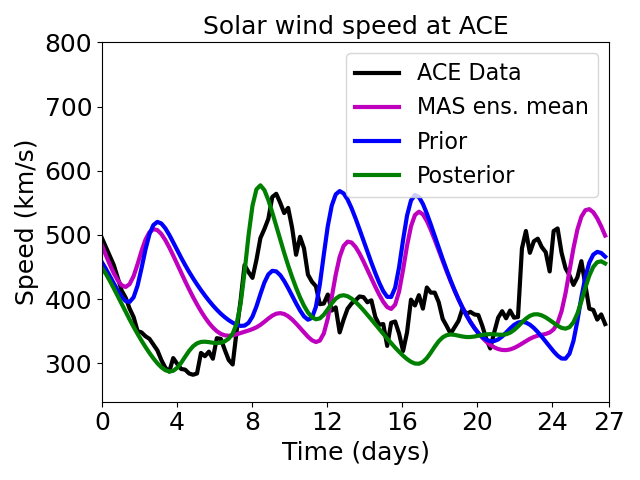 Solar wind speed at ACE
800
700
600
500
400
300
Speed (km/s)
ACE Data
MAS ens. mean
Prior
Posterior
0 4 8 12 16 20 24 27
Time (days)